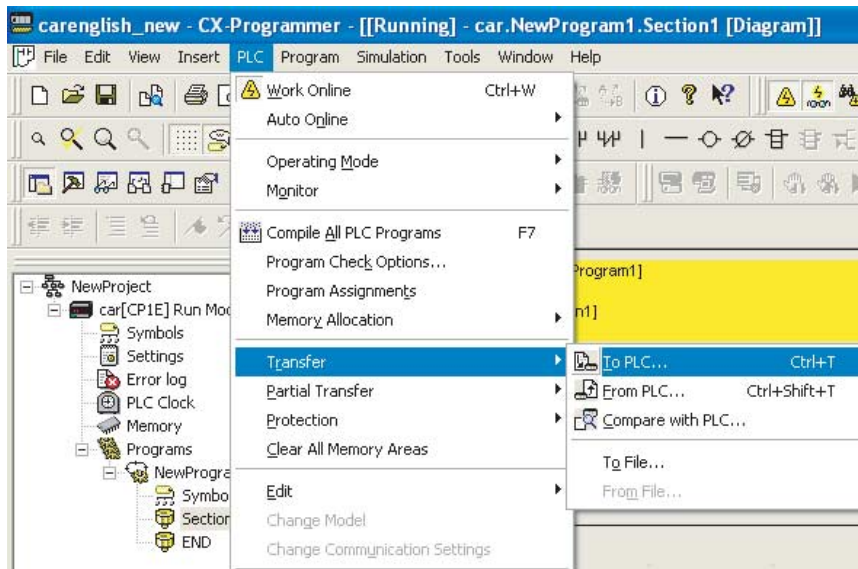 carenglish_new - CX-Programmer - [[Running] - car.NewProgram1.Section1 [Diagram]]
File Edit View Insert PLC Program Simulation Tools Window Help
Work Online Ctrl+W
Auto Online
Operating Mode
Monitor
Compile All PLC Programs F7
Program Check Options...
Program Assignments
Memory Allocation
Transfer
Partial Transfer
Protection
Clear All Memory Areas
Edit
Change Model
Change Communication Settings
To PLC... Ctrl+T
From PLC... Ctrl+Shift+T
Compare with PLC...
To File...
From File...
Program1]
n1]
NewProject
car[CP1E] Run Mod
Symbols
Settings
Error log
PLC Clock
Memory
Programs
NewProgra
Symbo
Section
END